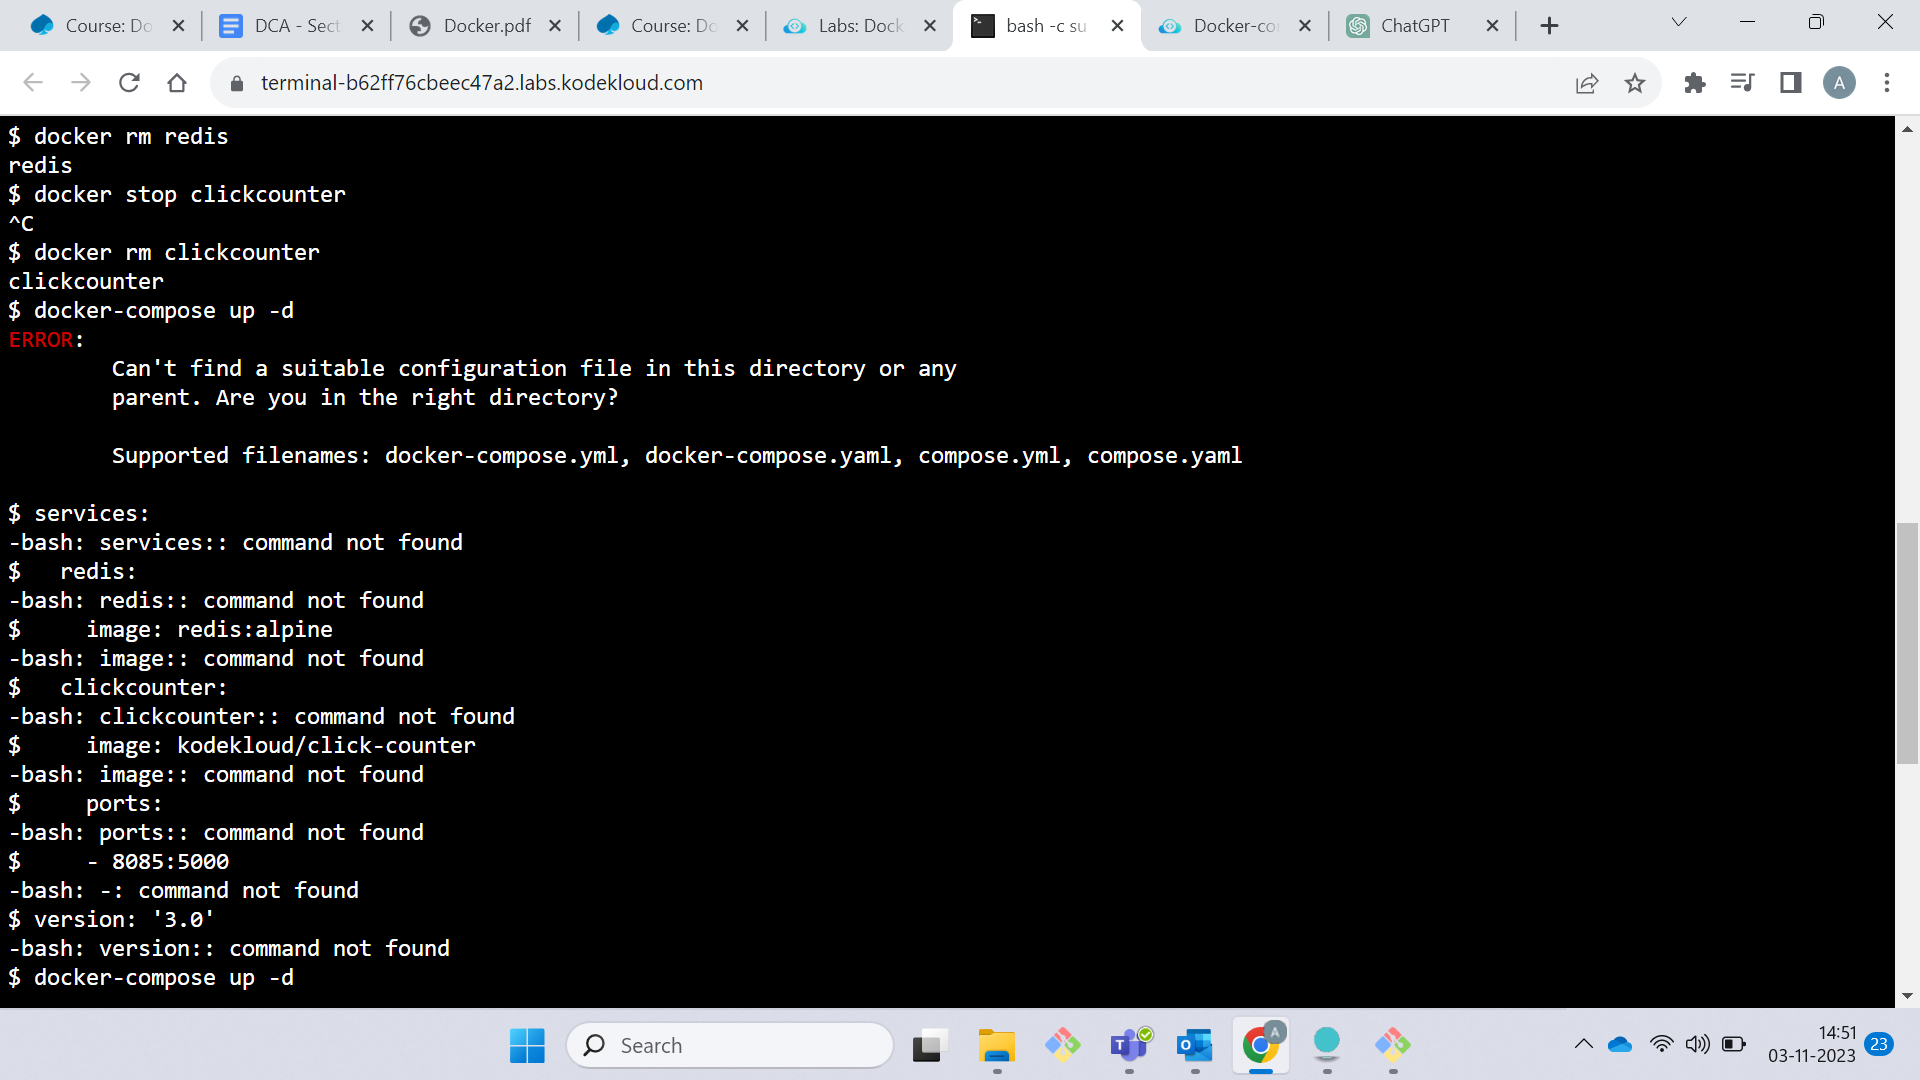 Course: Do
DCA - Sect
Docker.pdf
Course: Do
Labs: Dock
bash -c su
Docker-co
ChatGPT
terminal-b62ff76cbeec47a2.labs.kodekloud.com
A
$ docker rm redis
redis
$ docker stop clickcounter
^C
$ docker rm clickcounter
clickcounter
$ docker-compose up -d
ERROR:
        Can't find a suitable configuration file in this directory or any
        parent. Are you in the right directory?
        Supported filenames: docker-compose.yml, docker-compose.yaml, compose.yml, compose.yaml
$ services:
-bash: services:: command not found
$   redis:
-bash: redis:: command not found
$     image: redis:alpine
-bash: image:: command not found
$   clickcounter:
-bash: clickcounter:: command not found
$     image: kodekloud/click-counter
-bash: image:: command not found
$     ports:
-bash: ports:: command not found
$     - 8085:5000
-bash: -: command not found
$ version: '3.0'
-bash: version:: command not found
$ docker-compose up -d
Search
T
O
A
14:51
03-11-2023
23